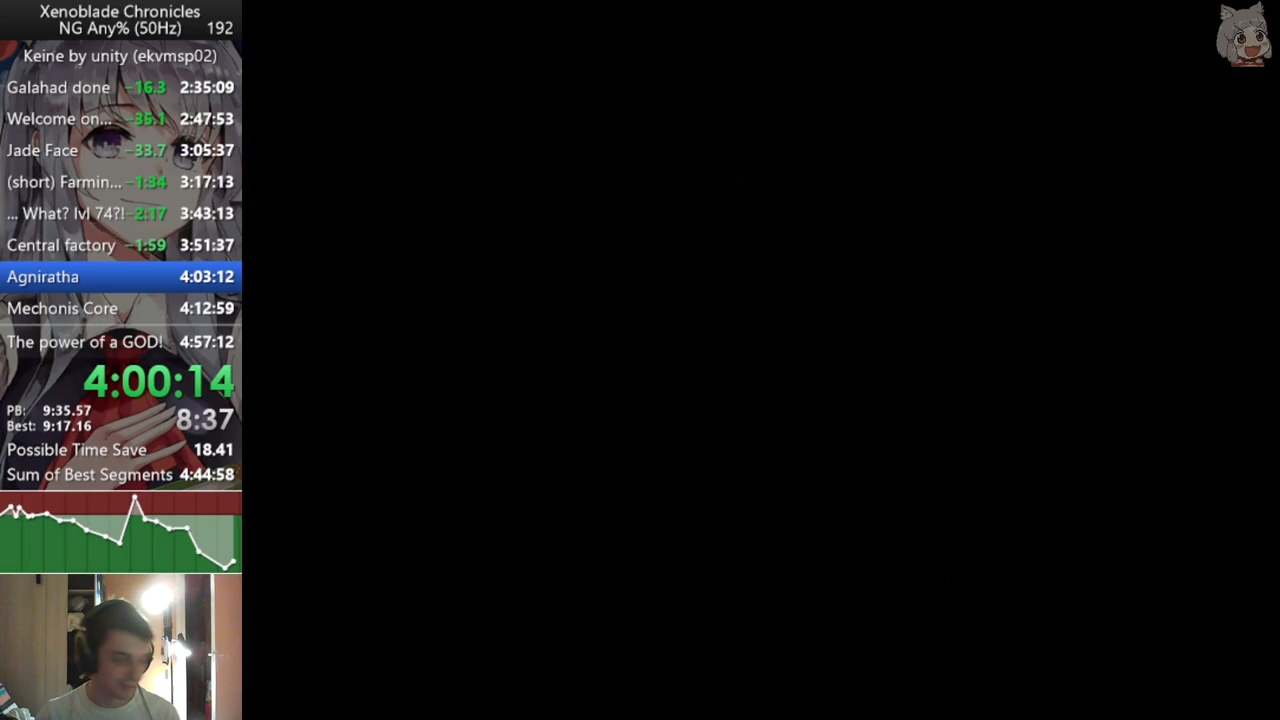 Xenoblade Chronicles
NG Any% (50Hz) 192
Keine by unity (ekvmsp02)
Galahad done -16.3 2:35:09
Welcome on... -35.1 2:47:53
Jade Face -33.7 3:05:37
(short) Farmin... -1:34 3:17:13
... What? lvl 74?! -2:17 3:43:13
Central factory -1:59 3:51:37
Agniratha 4:03:12
Mechonis Core 4:12:59
The power of a GOD! 4:57:12
4:00:14
PB: 9:35.57 8:37
Best: 9:17.16
Possible Time Save 18.41
Sum of Best Segments 4:44:58